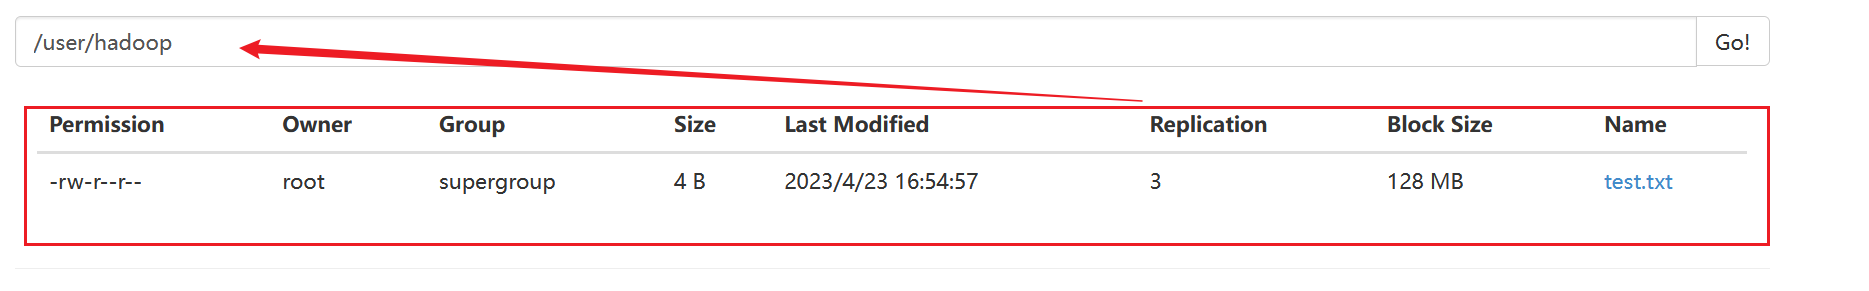 /user/hadoop Go!
Permission Owner Group Size Last Modified Replication Block Size Name
-rw-r--r-- root supergroup 4 B 2023/4/23 16:54:57 3 128 MB test.txt